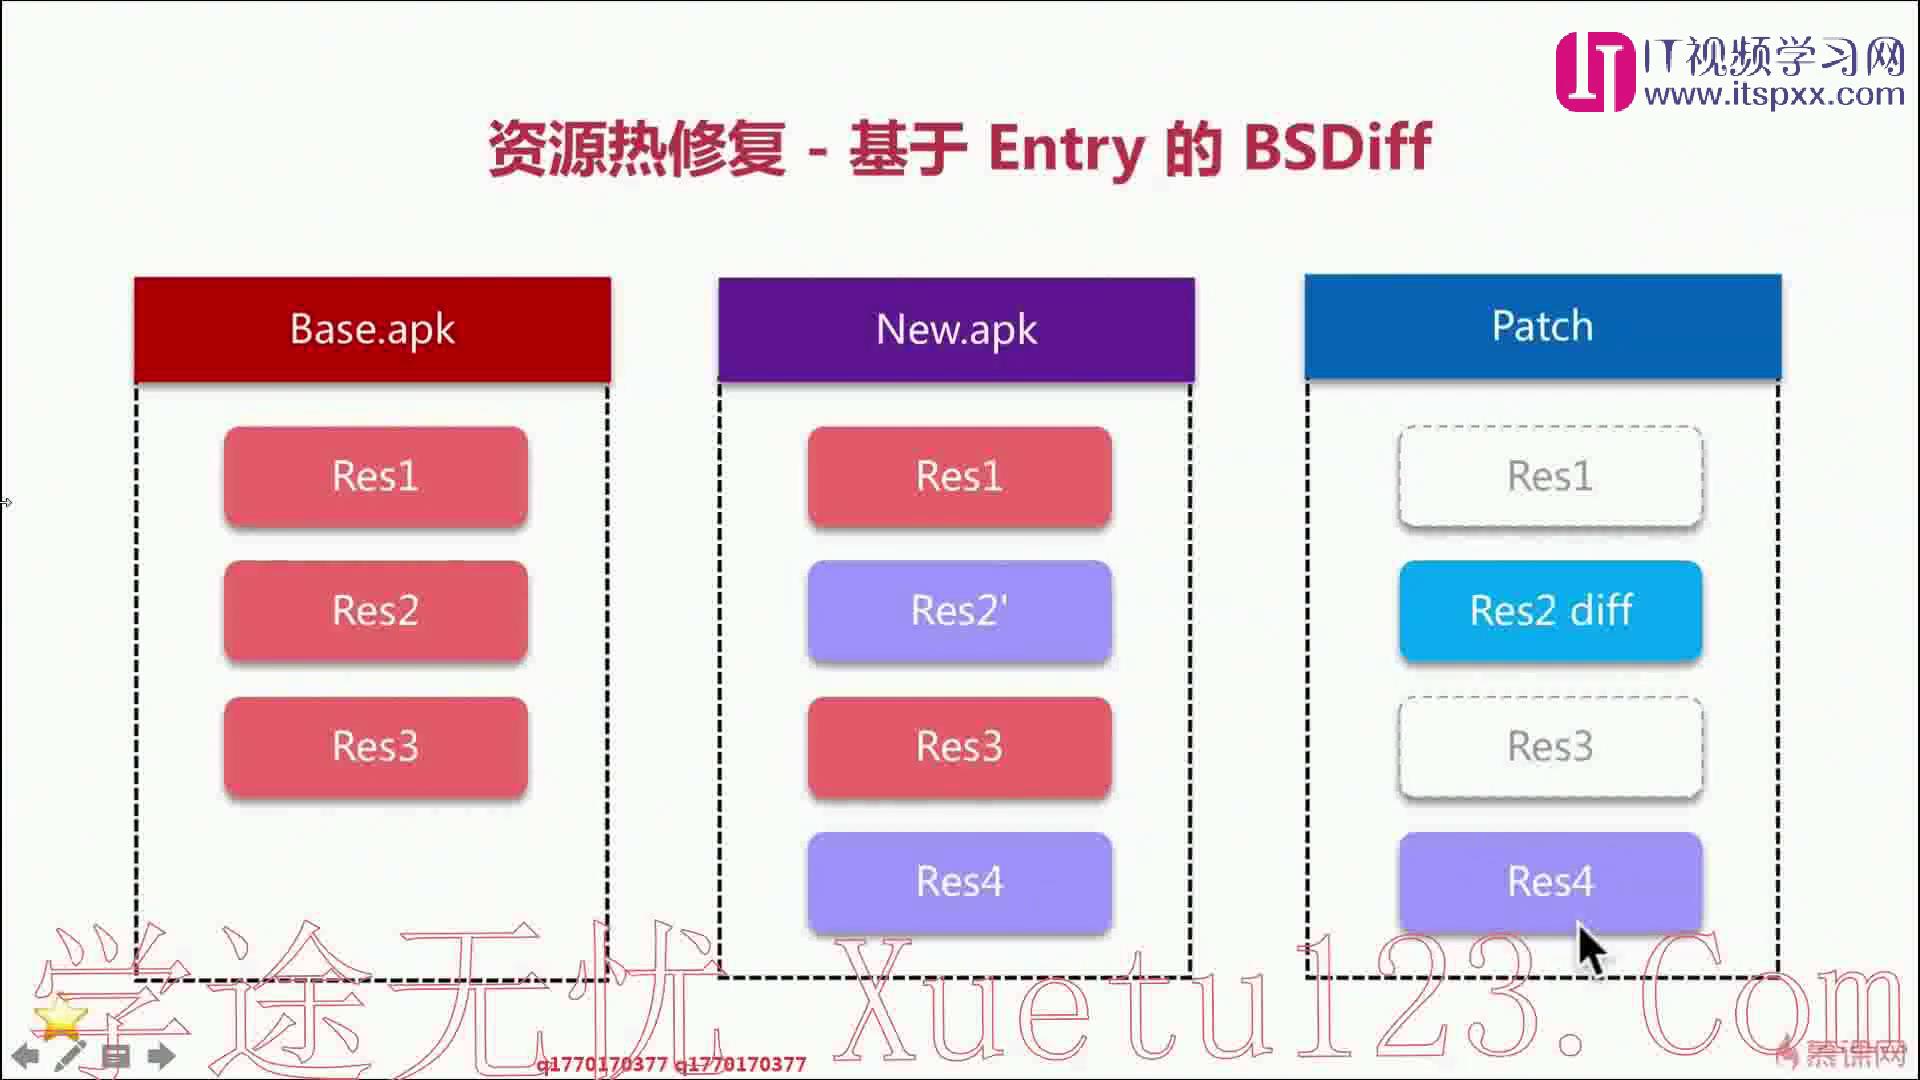 IT视频学习网
www.itspxx.com
资源热修复 - 基于 Entry 的 BSDiff
Base.apk
New.apk
Patch
Res1
Res1
Res1
Res2
Res2'
Res2 diff
Res3
Res3
Res3
Res4
Res4
学途无忧 Xuetu123.Com
q1770170377 q1770170377
慕课网